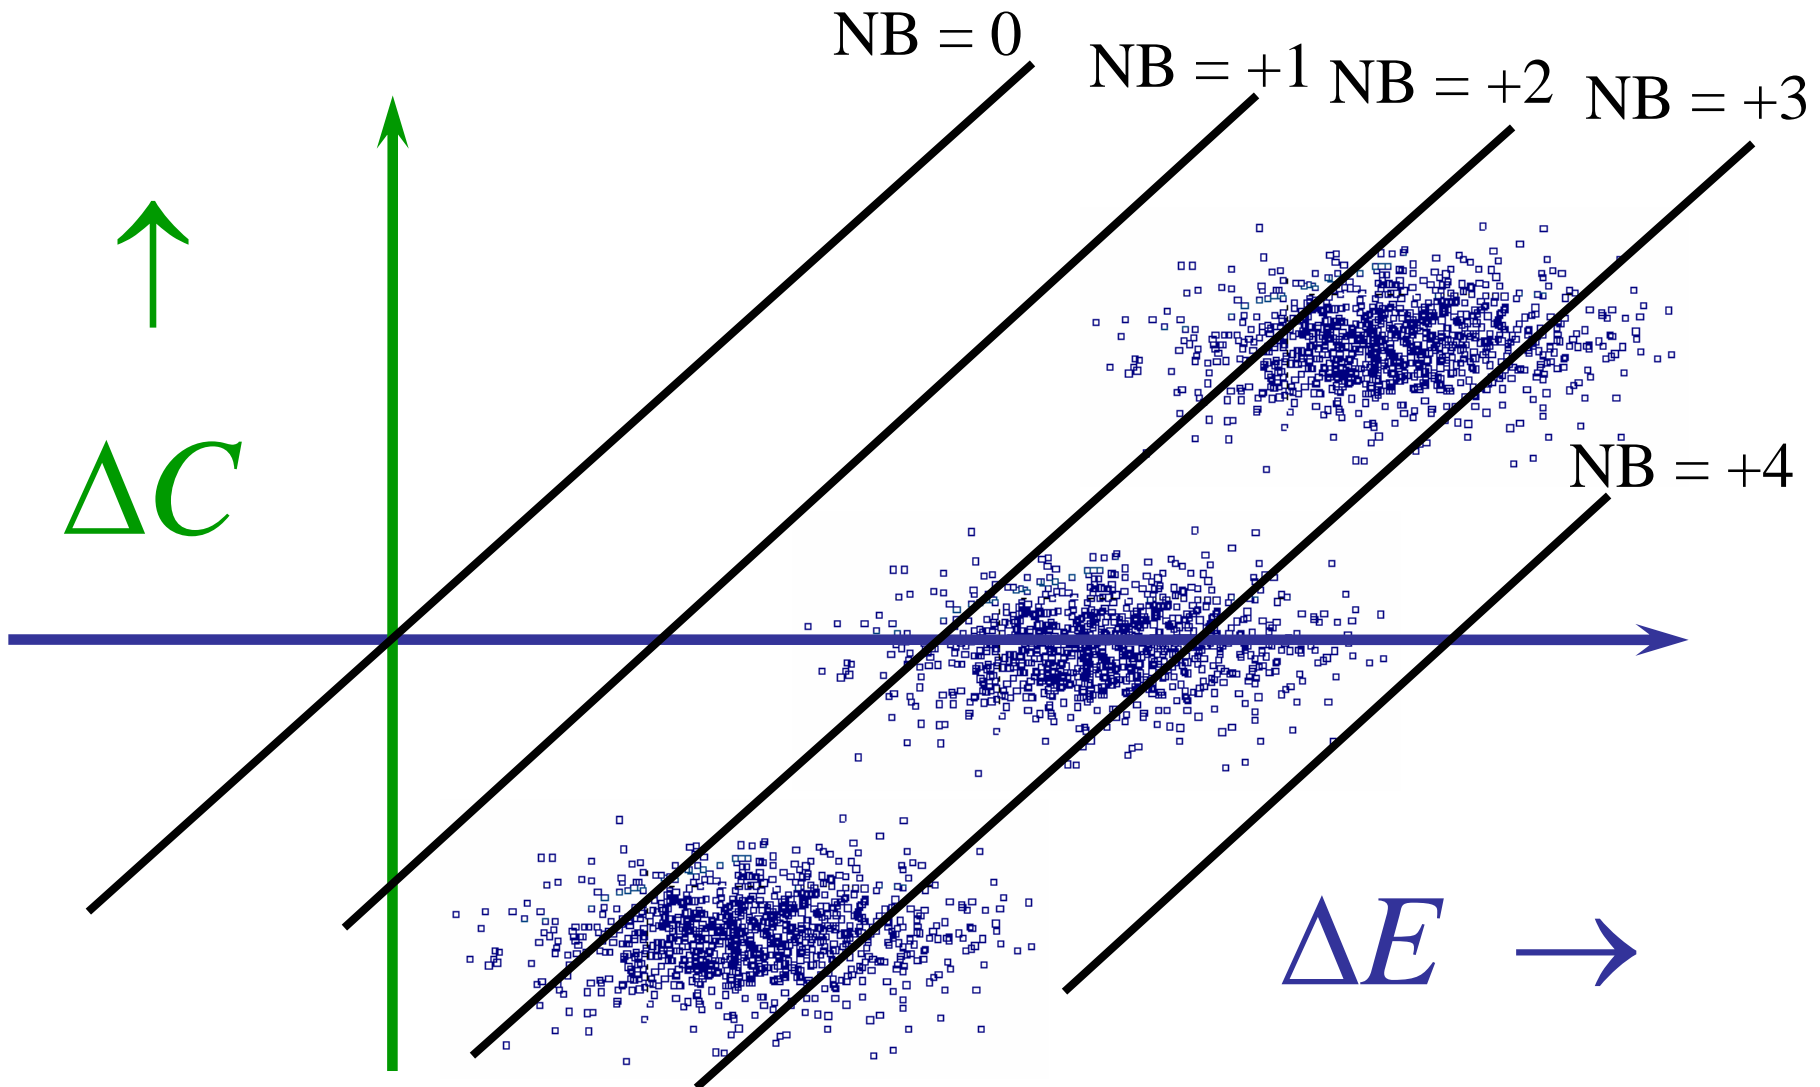 NB = 0
NB = +1
NB = +2
NB = +3
↑
ΔC
NB = +4
ΔE →